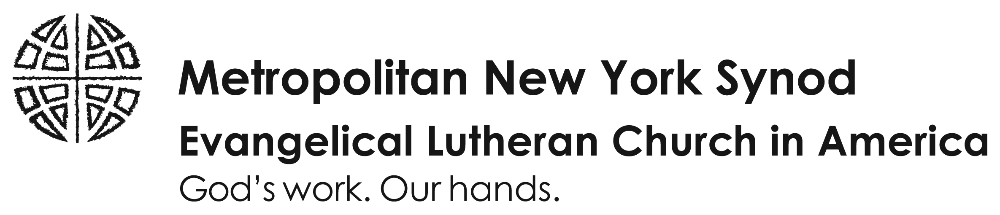 Metropolitan New York Synod
Evangelical Lutheran Church in America
God’s work. Our hands.